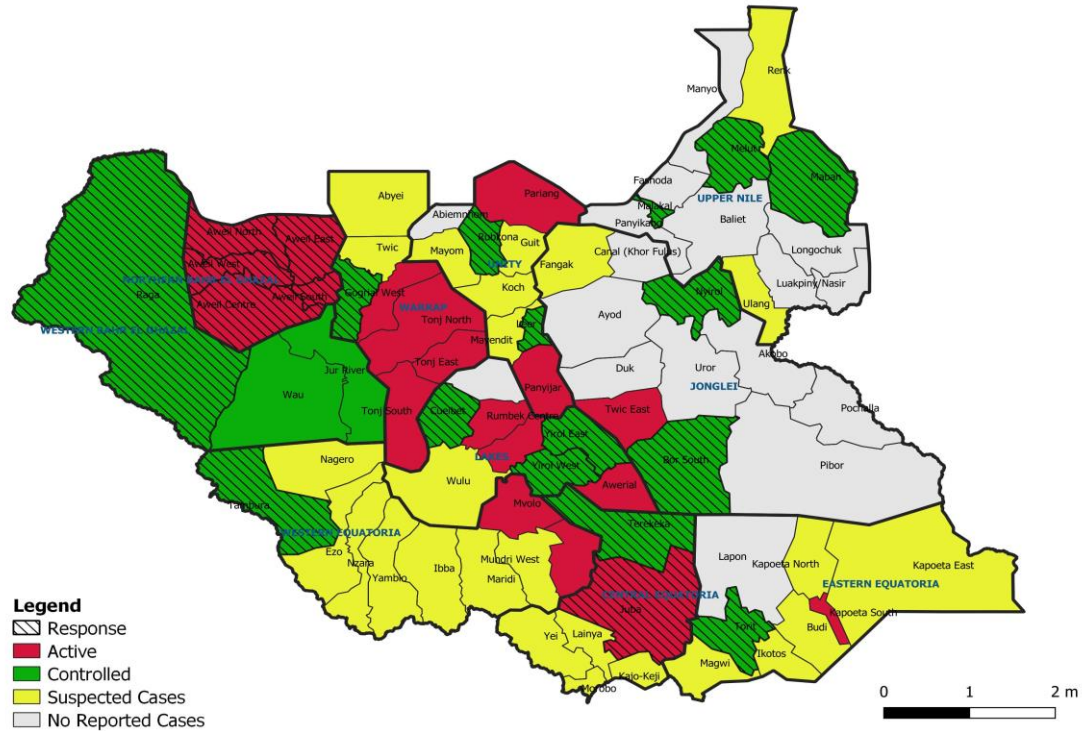 Renk
Manyo
Melut
Maban
Fashoda
UPPER NILE
Malakal
Panyikang
Baliet
Longochuk
Luakpiny/Nasir
Canal (Khor Fulus)
Pariang
Abiemnhom
Rubkona
Guit
Mayom
UNITY
Fangak
Koch
Abyei
Twic
Aweil North
Aweil East
Aweil West
Aweil Centre
Aweil South
Raga
Gogrial West
WARRAP
Tonj North
Mayendit
Tonj East
Tonj South
Jur River
Wau
Leer
Nyirol
Ulang
Akobo
Ayod
Duk
Uror
JONGLEI
Pochalla
Pibor
Panyijar
Twic East
Cueibet
Rumbek Centre
LAKES
Yirol East
Yirol West
Bor South
Awerial
Wulu
Nagero
Tambura
WESTERN EQUATORIA
Ezo
Nzara
Yambio
Ibba
Mundri West
Maridi
Mvolo
Terekeka
Lapon
Kapoeta North
Kapoeta East
EASTERN EQUATORIA
Kapoeta South
CENTRAL EQUATORIA
Juba
Torit
Budi
Ikotos
Magwi
Yei
Lainya
Morobo
Kajo-Keji
Legend
Response
Active
Controlled
Suspected Cases
No Reported Cases
0 1 2 m